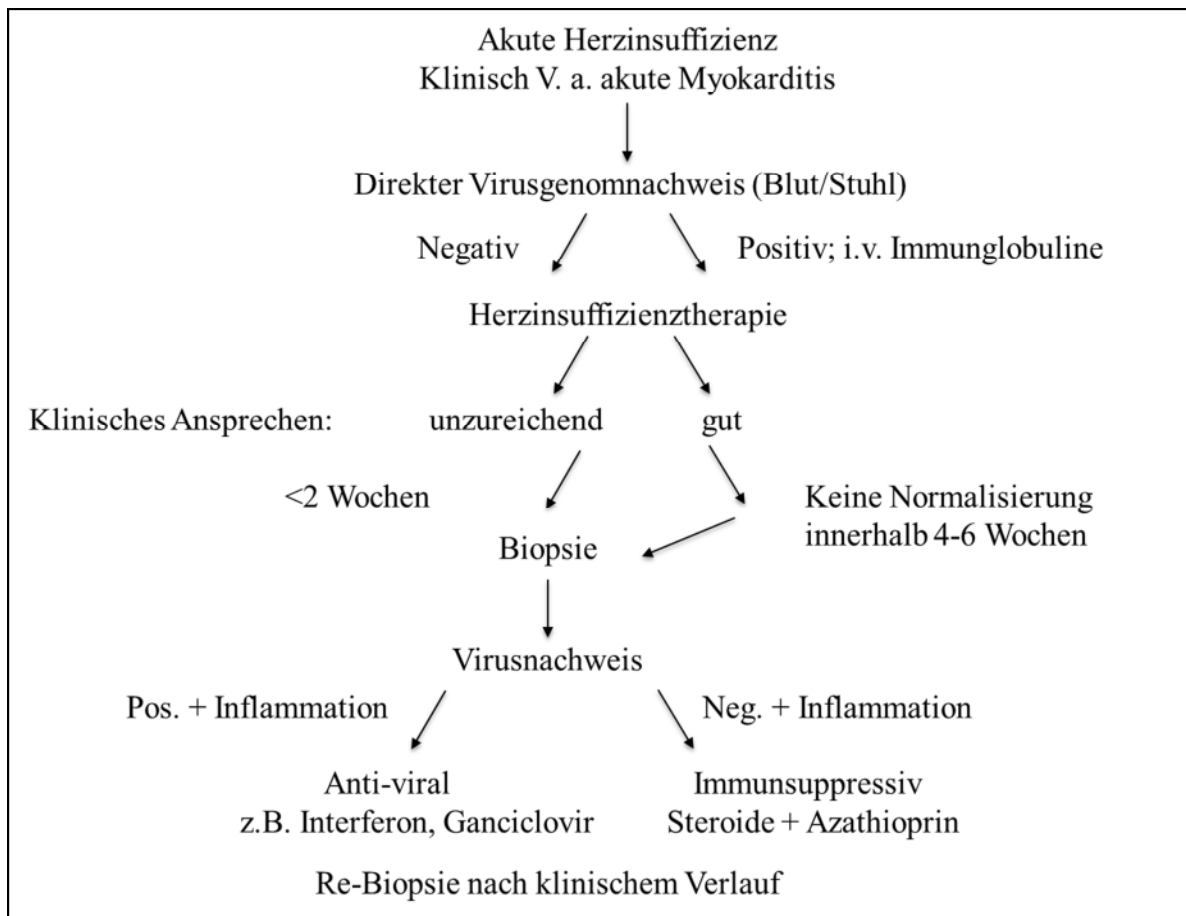 Akute Herzinsuffizienz
Klinisch V. a. akute Myokarditis
Direkter Virusgenomnachweis (Blut/Stuhl)
Negativ
Positiv; i.v. Immunglobuline
Herzinsuffizienztherapie
Klinisches Ansprechen:
unzureichend
gut
<2 Wochen
Keine Normalisierung
innerhalb 4-6 Wochen
Biopsie
Virusnachweis
Pos. + Inflammation
Neg. + Inflammation
Anti-viral
z.B. Interferon, Ganciclovir
Immunsuppressiv
Steroide + Azathioprin
Re-Biopsie nach klinischem Verlauf